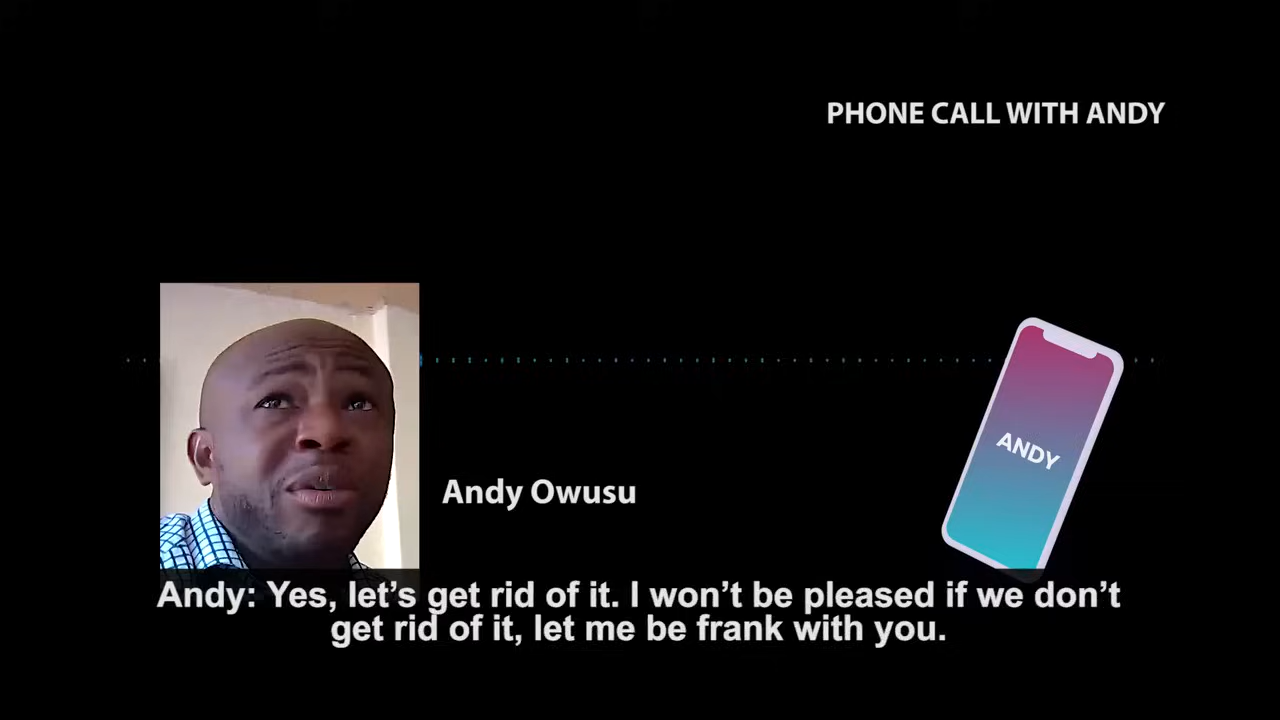 PHONE CALL WITH ANDY
ANDY
Andy Owusu
Andy: Yes, let’s get rid of it. I won’t be pleased if we don’t
get rid of it, let me be frank with you.